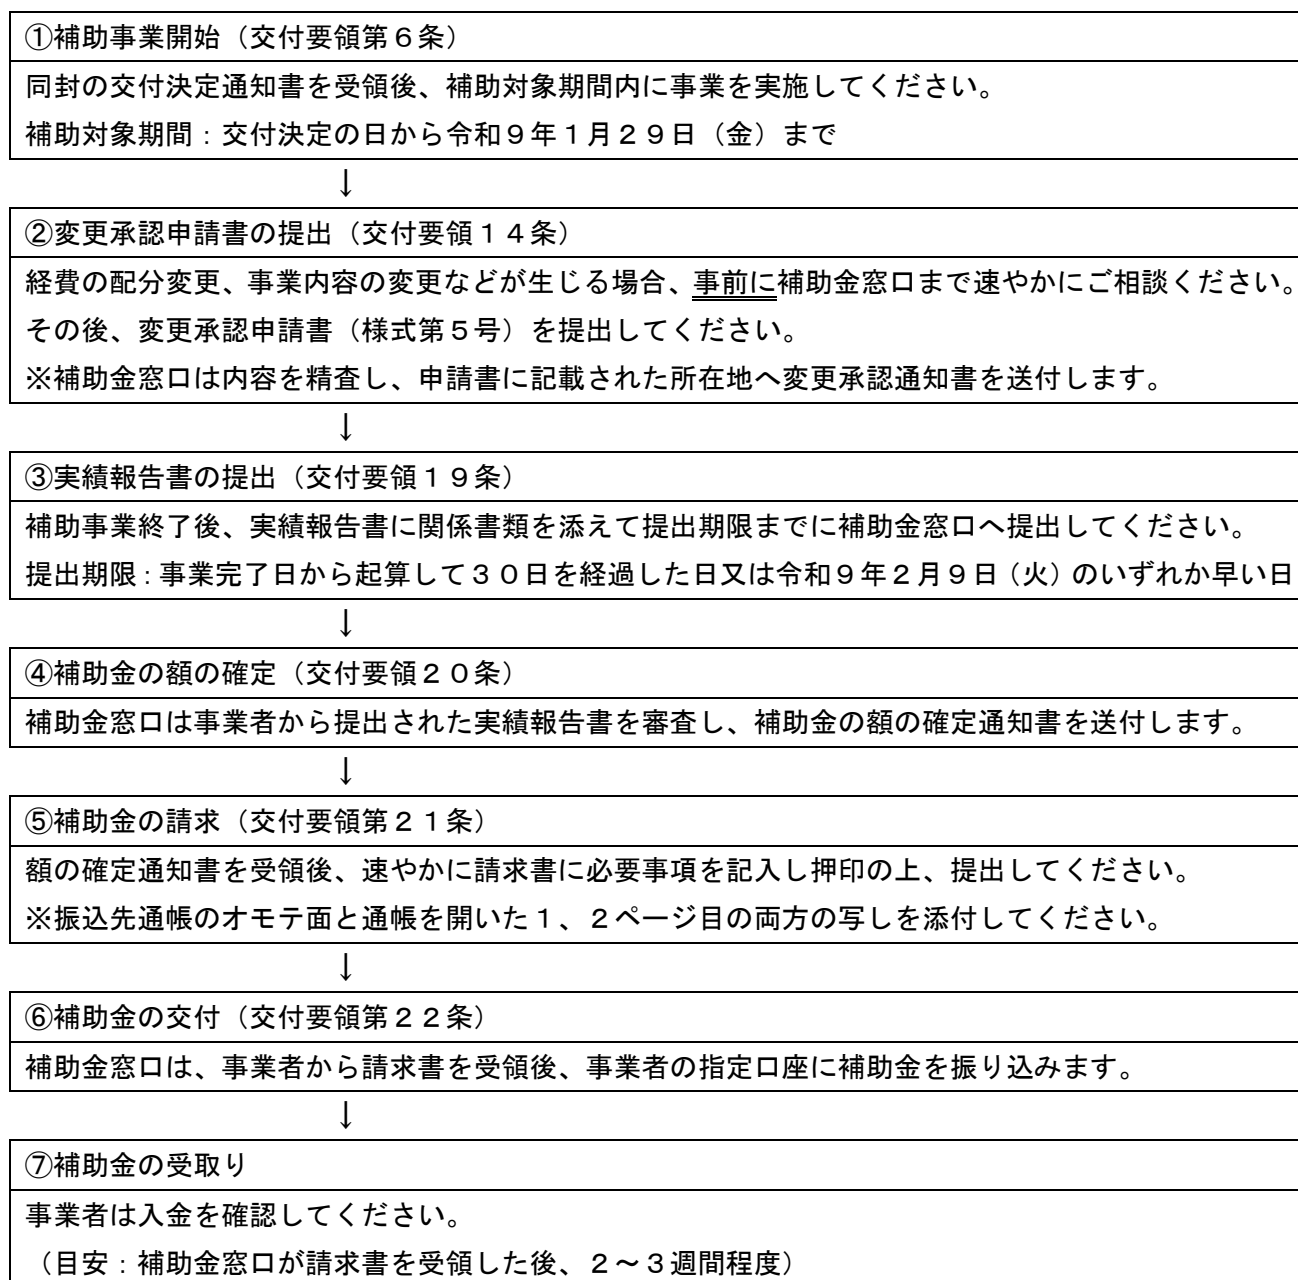 ①補助事業開始（交付要領第６条）
同封の交付決定通知書を受領後、補助対象期間内に事業を実施してください。
補助対象期間：交付決定の日から令和９年１月２９日（金）まで
↓
②変更承認申請書の提出（交付要領１４条）
経費の配分変更、事業内容の変更などが生じる場合、事前に補助金窓口まで速やかにご相談ください。
その後、変更承認申請書（様式第５号）を提出してください。
※補助金窓口は内容を精査し、申請書に記載された所在地へ変更承認通知書を送付します。
↓
③実績報告書の提出（交付要領１９条）
補助事業終了後、実績報告書に関係書類を添えて提出期限までに補助金窓口へ提出してください。
提出期限：事業完了日から起算して３０日を経過した日又は令和９年２月９日（火）のいずれか早い日
↓
④補助金の額の確定（交付要領２０条）
補助金窓口は事業者から提出された実績報告書を審査し、補助金の額の確定通知書を送付します。
↓
⑤補助金の請求（交付要領第２１条）
額の確定通知書を受領後、速やかに請求書に必要事項を記入し押印の上、提出してください。
※振込先通帳のオモテ面と通帳を開いた１、２ページ目の両方の写しを添付してください。
↓
⑥補助金の交付（交付要領第２２条）
補助金窓口は、事業者から請求書を受領後、事業者の指定口座に補助金を振り込みます。
↓
⑦補助金の受取り
事業者は入金を確認してください。
（目安：補助金窓口が請求書を受領した後、２～３週間程度）